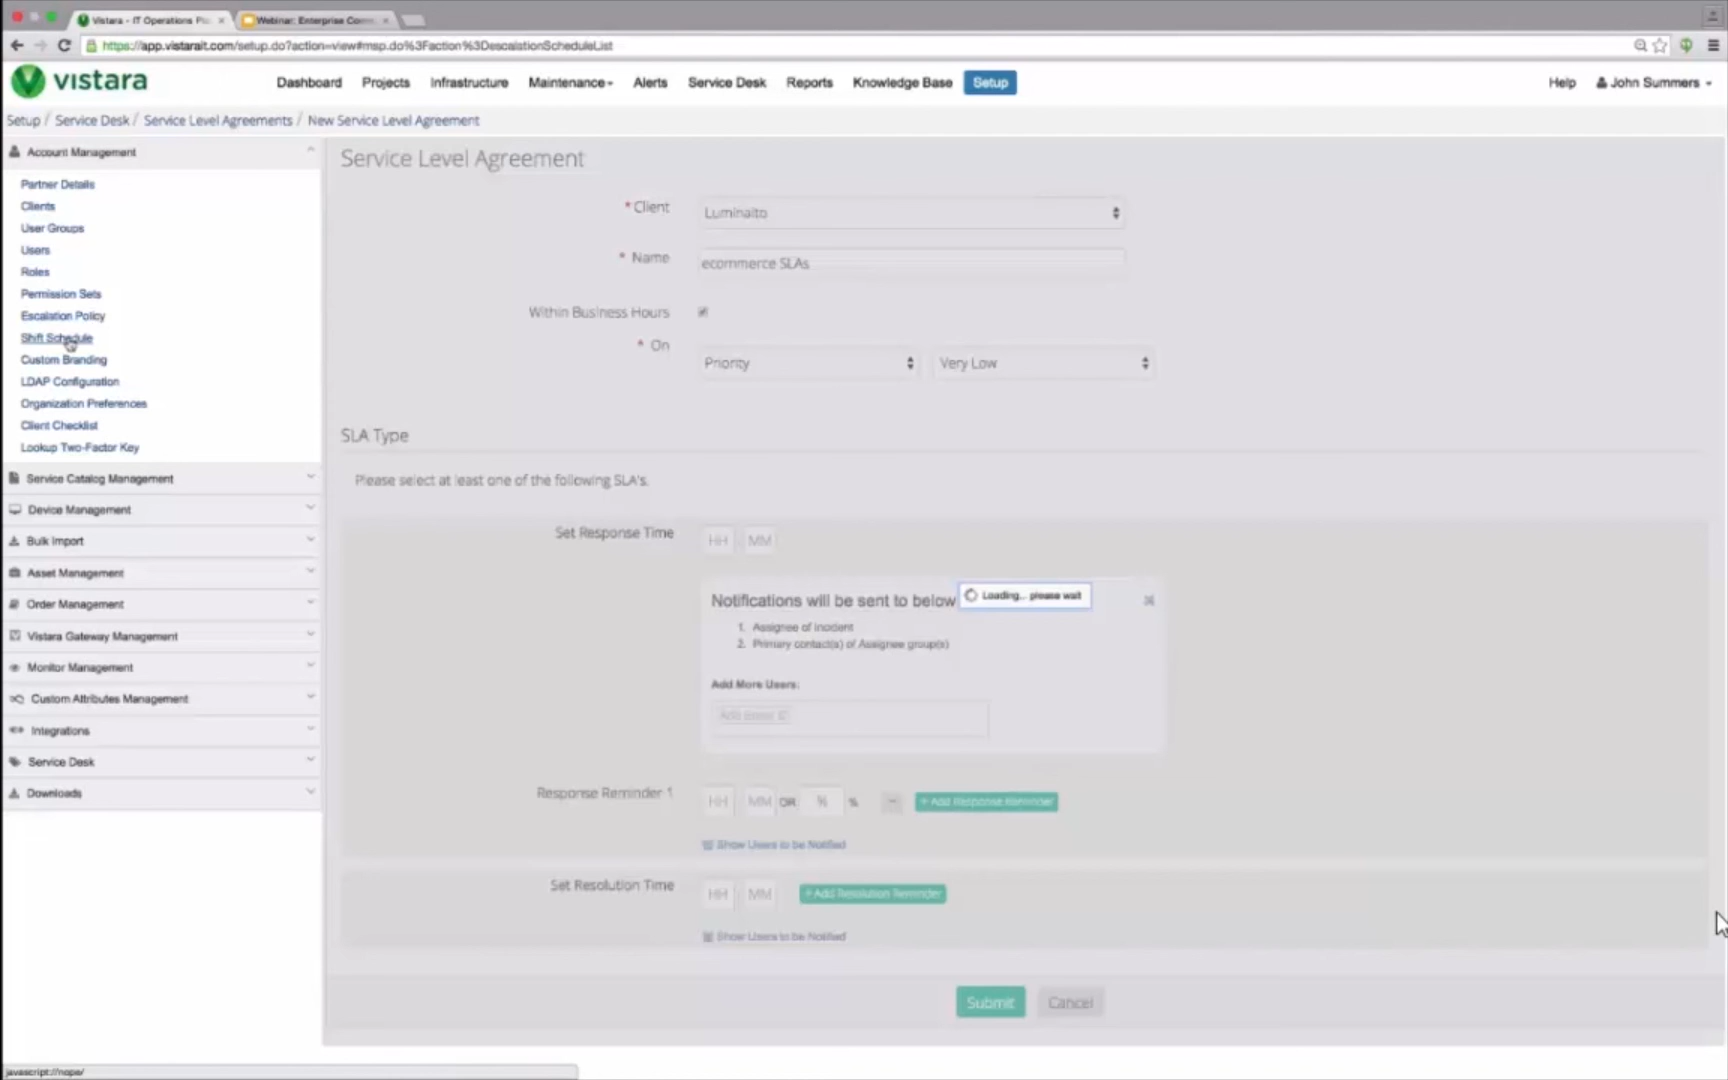 Vistara - IT Operations Pla
Webinar: Enterprise Comm
https://app.vistarait.com/setup.do?action=view#msp.do%3Faction%3DescalationScheduleList
vistara
Dashboard Projects Infrastructure Maintenance Alerts Service Desk Reports Knowledge Base Setup Help John Summers
Setup / Service Desk / Service Level Agreements / New Service Level Agreement
Account Management
Partner Details
Clients
User Groups
Users
Roles
Permission Sets
Escalation Policy
Shift Schedule
Custom Branding
LDAP Configuration
Organization Preferences
Client Checklist
Lookup Two-Factor Key
Service Catalog Management
Device Management
Bulk Import
Asset Management
Order Management
Vistara Gateway Management
Monitor Management
Custom Attributes Management
Integrations
Service Desk
Downloads
Service Level Agreement
* Client Luminalto
* Name ecommerce SLAs
Within Business Hours
* On Priority Very Low
SLA Type
Please select at least one of the following SLA's.
Set Response Time HH MM
Notifications will be sent to below
Loading... please wait
1. Assignee of Incident
2. Primary contact(s) of Assignee group(s)
Add More Users:
Response Reminder 1 HH MM OR % % - + Add Response Reminder
Show Users to be Notified
Set Resolution Time HH MM + Add Resolution Reminder
Show Users to be Notified
Submit Cancel
javascript://nope/